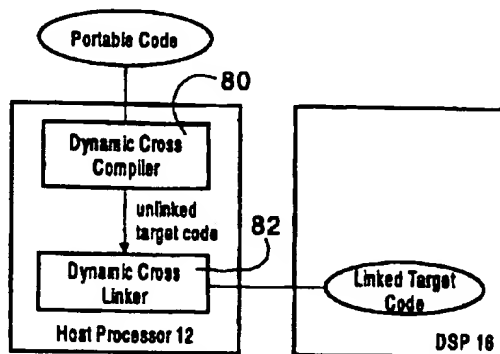 Portable Code
80
Dynamic Cross
Compiler
unlinked
target code
82
Dynamic Cross
Linker
Linked Target
Code
Host Processor 12
DSP 16